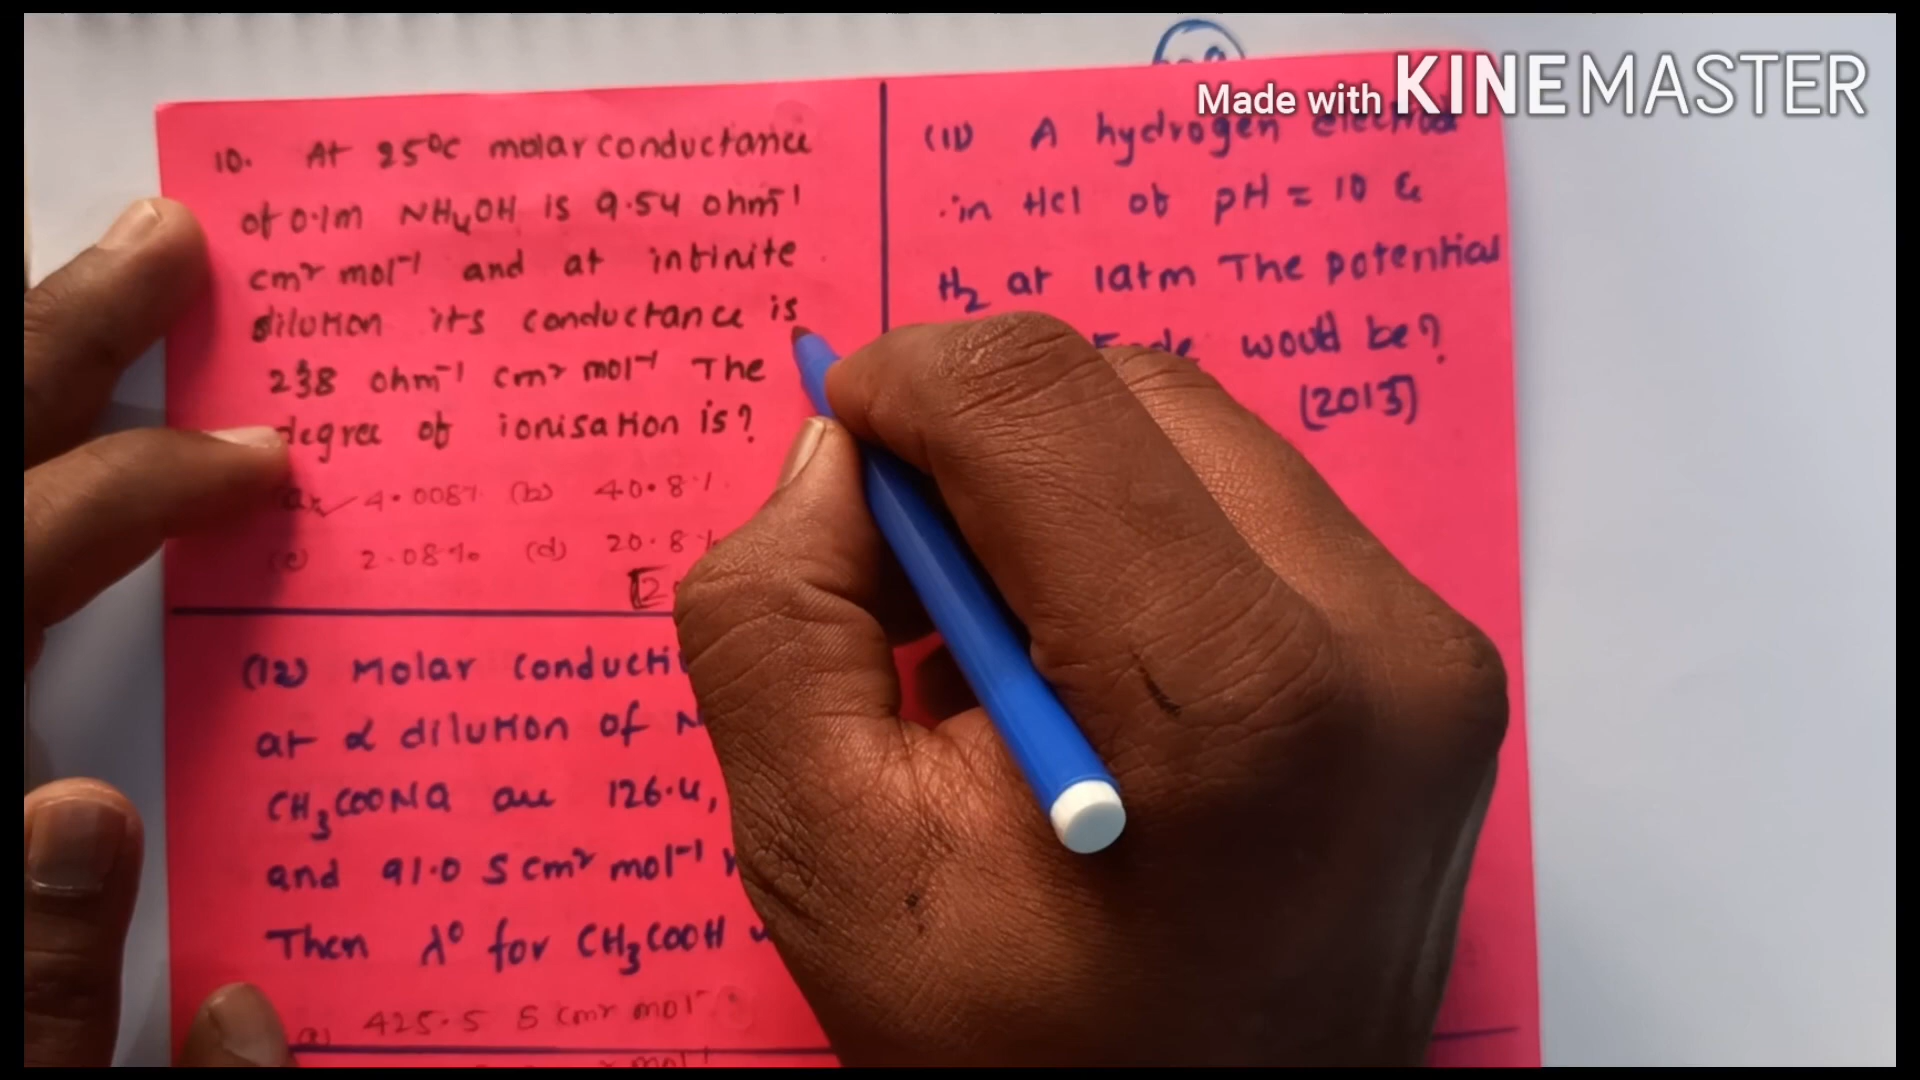 Made with KINEMASTER
10. At 25°C molar conductance
of 0.1m NH4OH is 9.54 ohm⁻¹
cm² mol⁻¹ and at infinite
dilution its conductance is
238 ohm⁻¹ cm² mol⁻¹ The
degree of ionisation is?
(a) 4.008% (b) 40.8%
(c) 2.08% (d) 20.8%
(11) A hydrogen
in HCl of pH = 10 &
H2 at 1atm The potential
would be?
(2013)
(12) Molar
at α dilution of
CH3COONa are 126.4,
and 91.0 S cm² mol⁻¹
Then λ° for CH3COOH
(a) 425.5 S cm² mol⁻